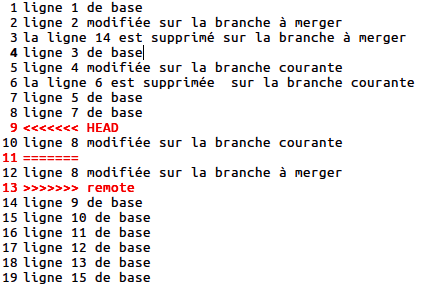 1 ligne 1 de base
2 ligne 2 modifiée sur la branche à merger
3 la ligne 14 est supprimé sur la branche à merger
4 ligne 3 de base
5 ligne 4 modifiée sur la branche courante
6 la ligne 6 est supprimée  sur la branche courante
7 ligne 5 de base
8 ligne 7 de base
9 <<<<<<< HEAD
10 ligne 8 modifiée sur la branche courante
11 =======
12 ligne 8 modifiée sur la branche à merger
13 >>>>>>> remote
14 ligne 9 de base
15 ligne 10 de base
16 ligne 11 de base
17 ligne 12 de base
18 ligne 13 de base
19 ligne 15 de base